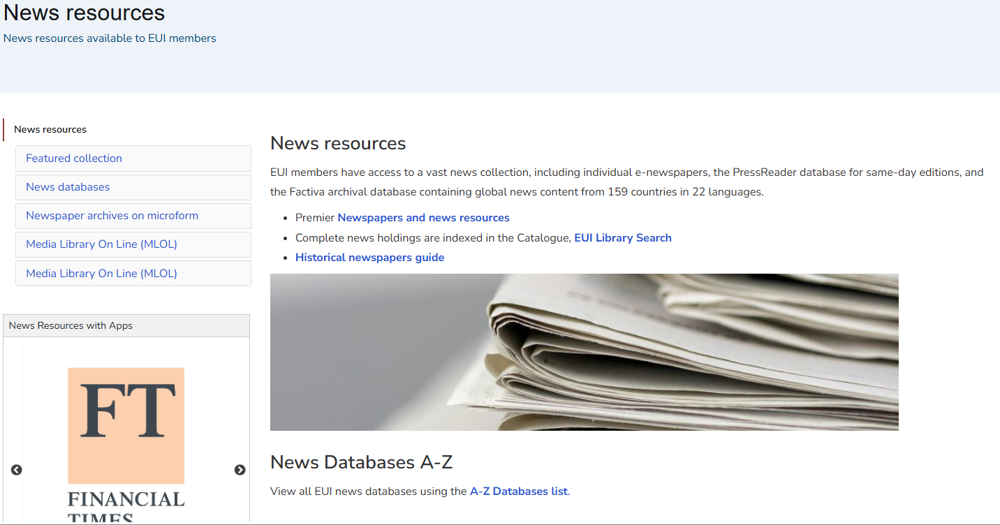 News resources
News resources available to EUI members
News resources
Featured collection
News databases
Newspaper archives on microform
Media Library On Line (MLOL)
Media Library On Line (MLOL)
News Resources with Apps
FT
FINANCIAL
TIMES
News resources
EUI members have access to a vast news collection, including individual e-newspapers, the PressReader database for same-day editions, and
the Factiva archival database containing global news content from 159 countries in 22 languages.
• Premier Newspapers and news resources
• Complete news holdings are indexed in the Catalogue, EUI Library Search
• Historical newspapers guide
News Databases A-Z
View all EUI news databases using the A-Z Databases list.